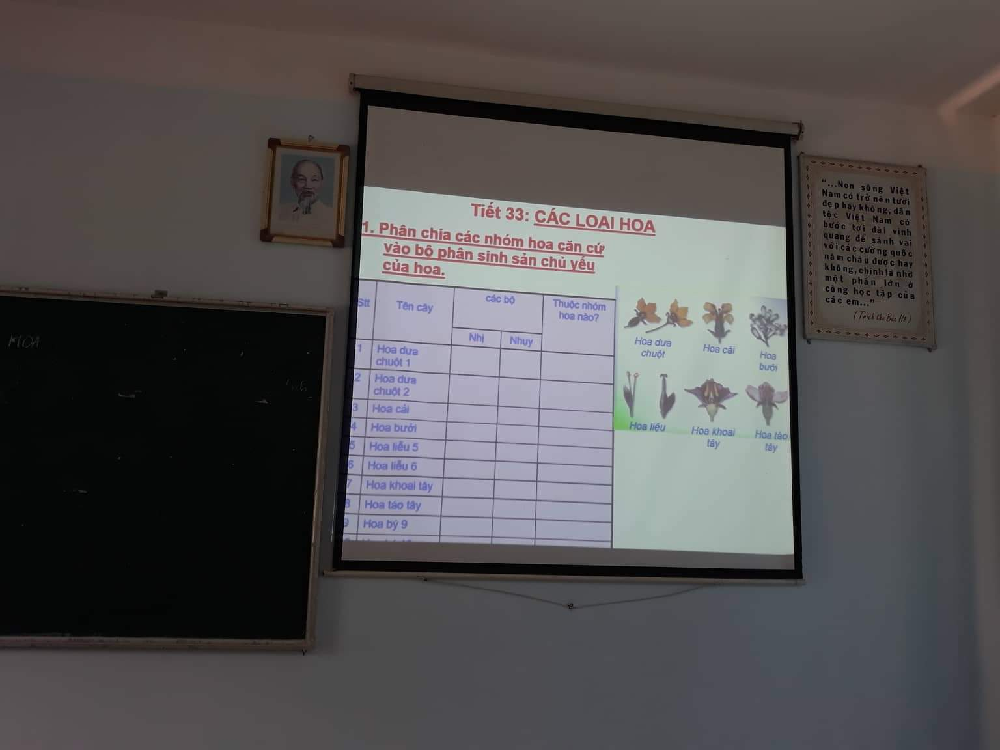 HOA
Tiết 33: CÁC LOẠI HOA
1. Phân chia các nhóm hoa căn cứ
vào bô phân sinh sản chủ yếu
của hoa.
Stt
Tên cây
các bộ
Thuộc nhóm
hoa nào?
Nhị
Nhụy
1
Hoa dưa
chuột 1
2
Hoa dưa
chuột 2
3
Hoa cải
4
Hoa bưởi
5
Hoa liễu 5
6
Hoa liễu 6
7
Hoa khoai tây
8
Hoa táo tây
9
Hoa bý 9
Hoa dưa
chuột
Hoa cải
Hoa
bưởi
Hoa liệu
Hoa khoai
tây
Hoa táo
tây
"...Non sông Việt
Nam có trở nên tươi
đẹp hay không, dân
tộc Việt Nam có
bước tới đài vinh
quang để sánh vai
với các cường quốc
năm châu được hay
không, chính là nhờ
một phần lớn ở
công học tập của
các em..."
(Trích thư Bác Hồ)